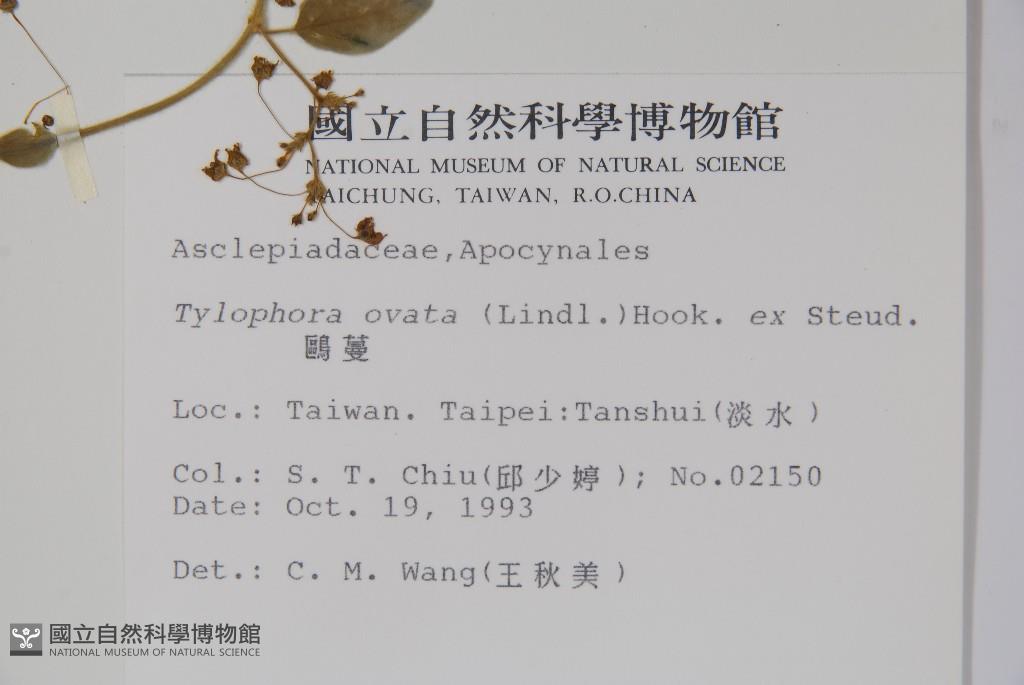 國立自然科學博物館
NATIONAL MUSEUM OF NATURAL SCIENCE
TAICHUNG, TAIWAN, R.O.CHINA
Asclepiadaceae,Apocynales
Tylophora ovata (Lindl.)Hook. ex Steud.
鷗蔓
Loc.: Taiwan. Taipei:Tanshui(淡水)
Col.: S. T. Chiu(邱少婷); No.02150
Date: Oct. 19, 1993
Det.: C. M. Wang(王秋美)
國立自然科學博物館
NATIONAL MUSEUM OF NATURAL SCIENCE